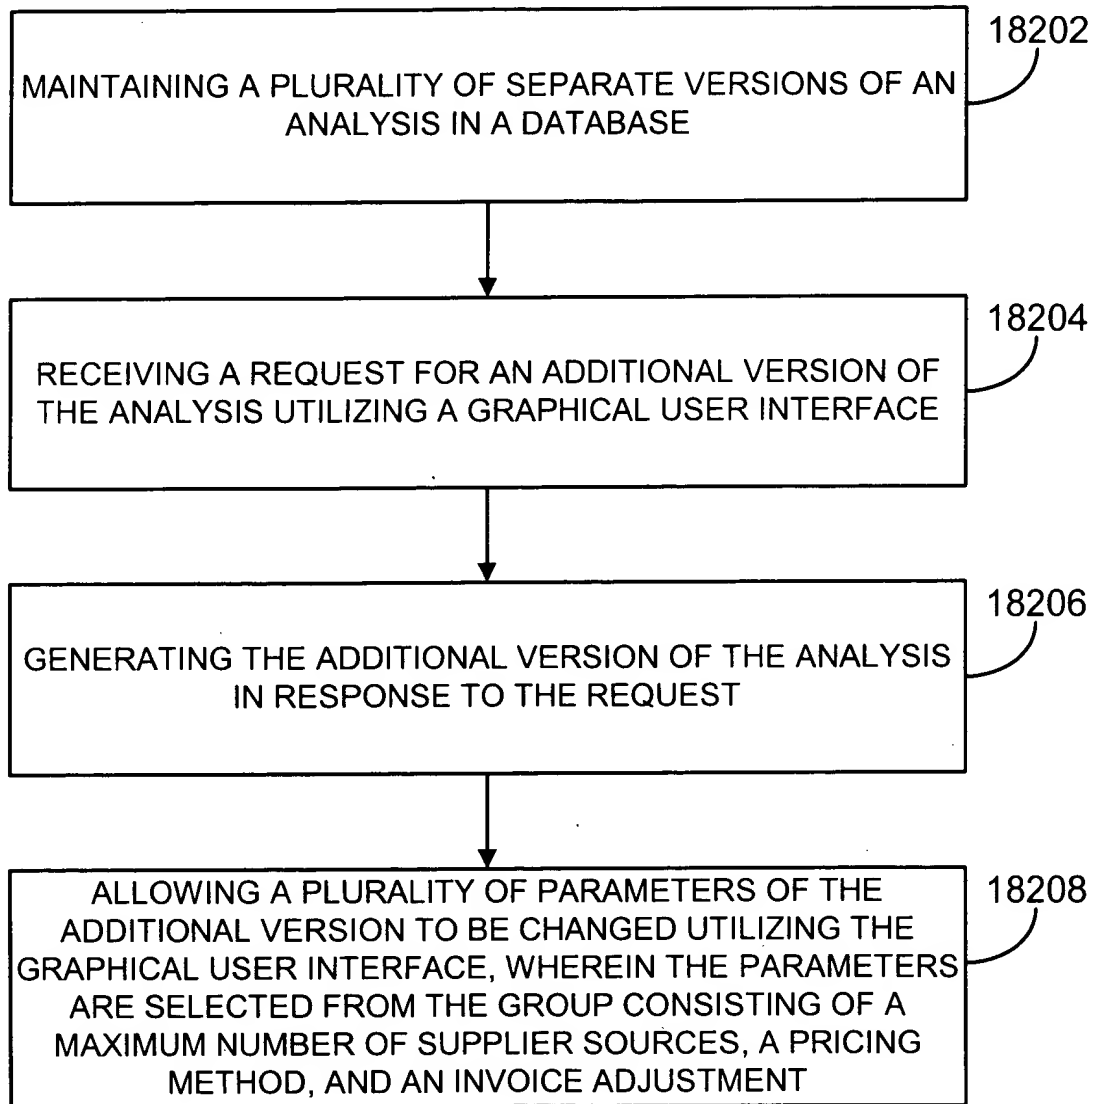 18202
MAINTAINING A PLURALITY OF SEPARATE VERSIONS OF AN
ANALYSIS IN A DATABASE
18204
RECEIVING A REQUEST FOR AN ADDITIONAL VERSION OF
THE ANALYSIS UTILIZING A GRAPHICAL USER INTERFACE
18206
GENERATING THE ADDITIONAL VERSION OF THE ANALYSIS
IN RESPONSE TO THE REQUEST
18208
ALLOWING A PLURALITY OF PARAMETERS OF THE
ADDITIONAL VERSION TO BE CHANGED UTILIZING THE
GRAPHICAL USER INTERFACE, WHEREIN THE PARAMETERS
ARE SELECTED FROM THE GROUP CONSISTING OF A
MAXIMUM NUMBER OF SUPPLIER SOURCES, A PRICING
METHOD, AND AN INVOICE ADJUSTMENT